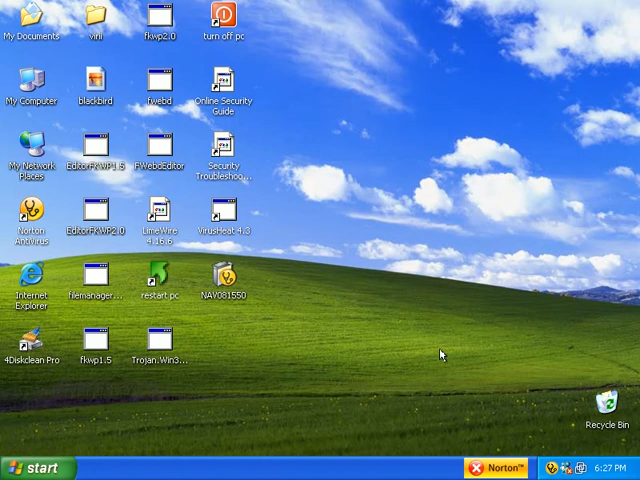 My Documents
virii
fkwp2.0
turn off pc
My Computer
blackbird
fwebd
Online Security
Guide
My Network
Places
EditorFKWP1.5
FWebdEditor
Security
Troubleshoo...
Norton
AntiVirus
EditorFKWP2.0
LimeWire
4.16.6
VirusHeat 4.3
Internet
Explorer
filemanager...
restart pc
NAV081550
4Diskclean Pro
fkwp1.5
Trojan.Win3...
Recycle Bin
start
Norton™
6:27 PM